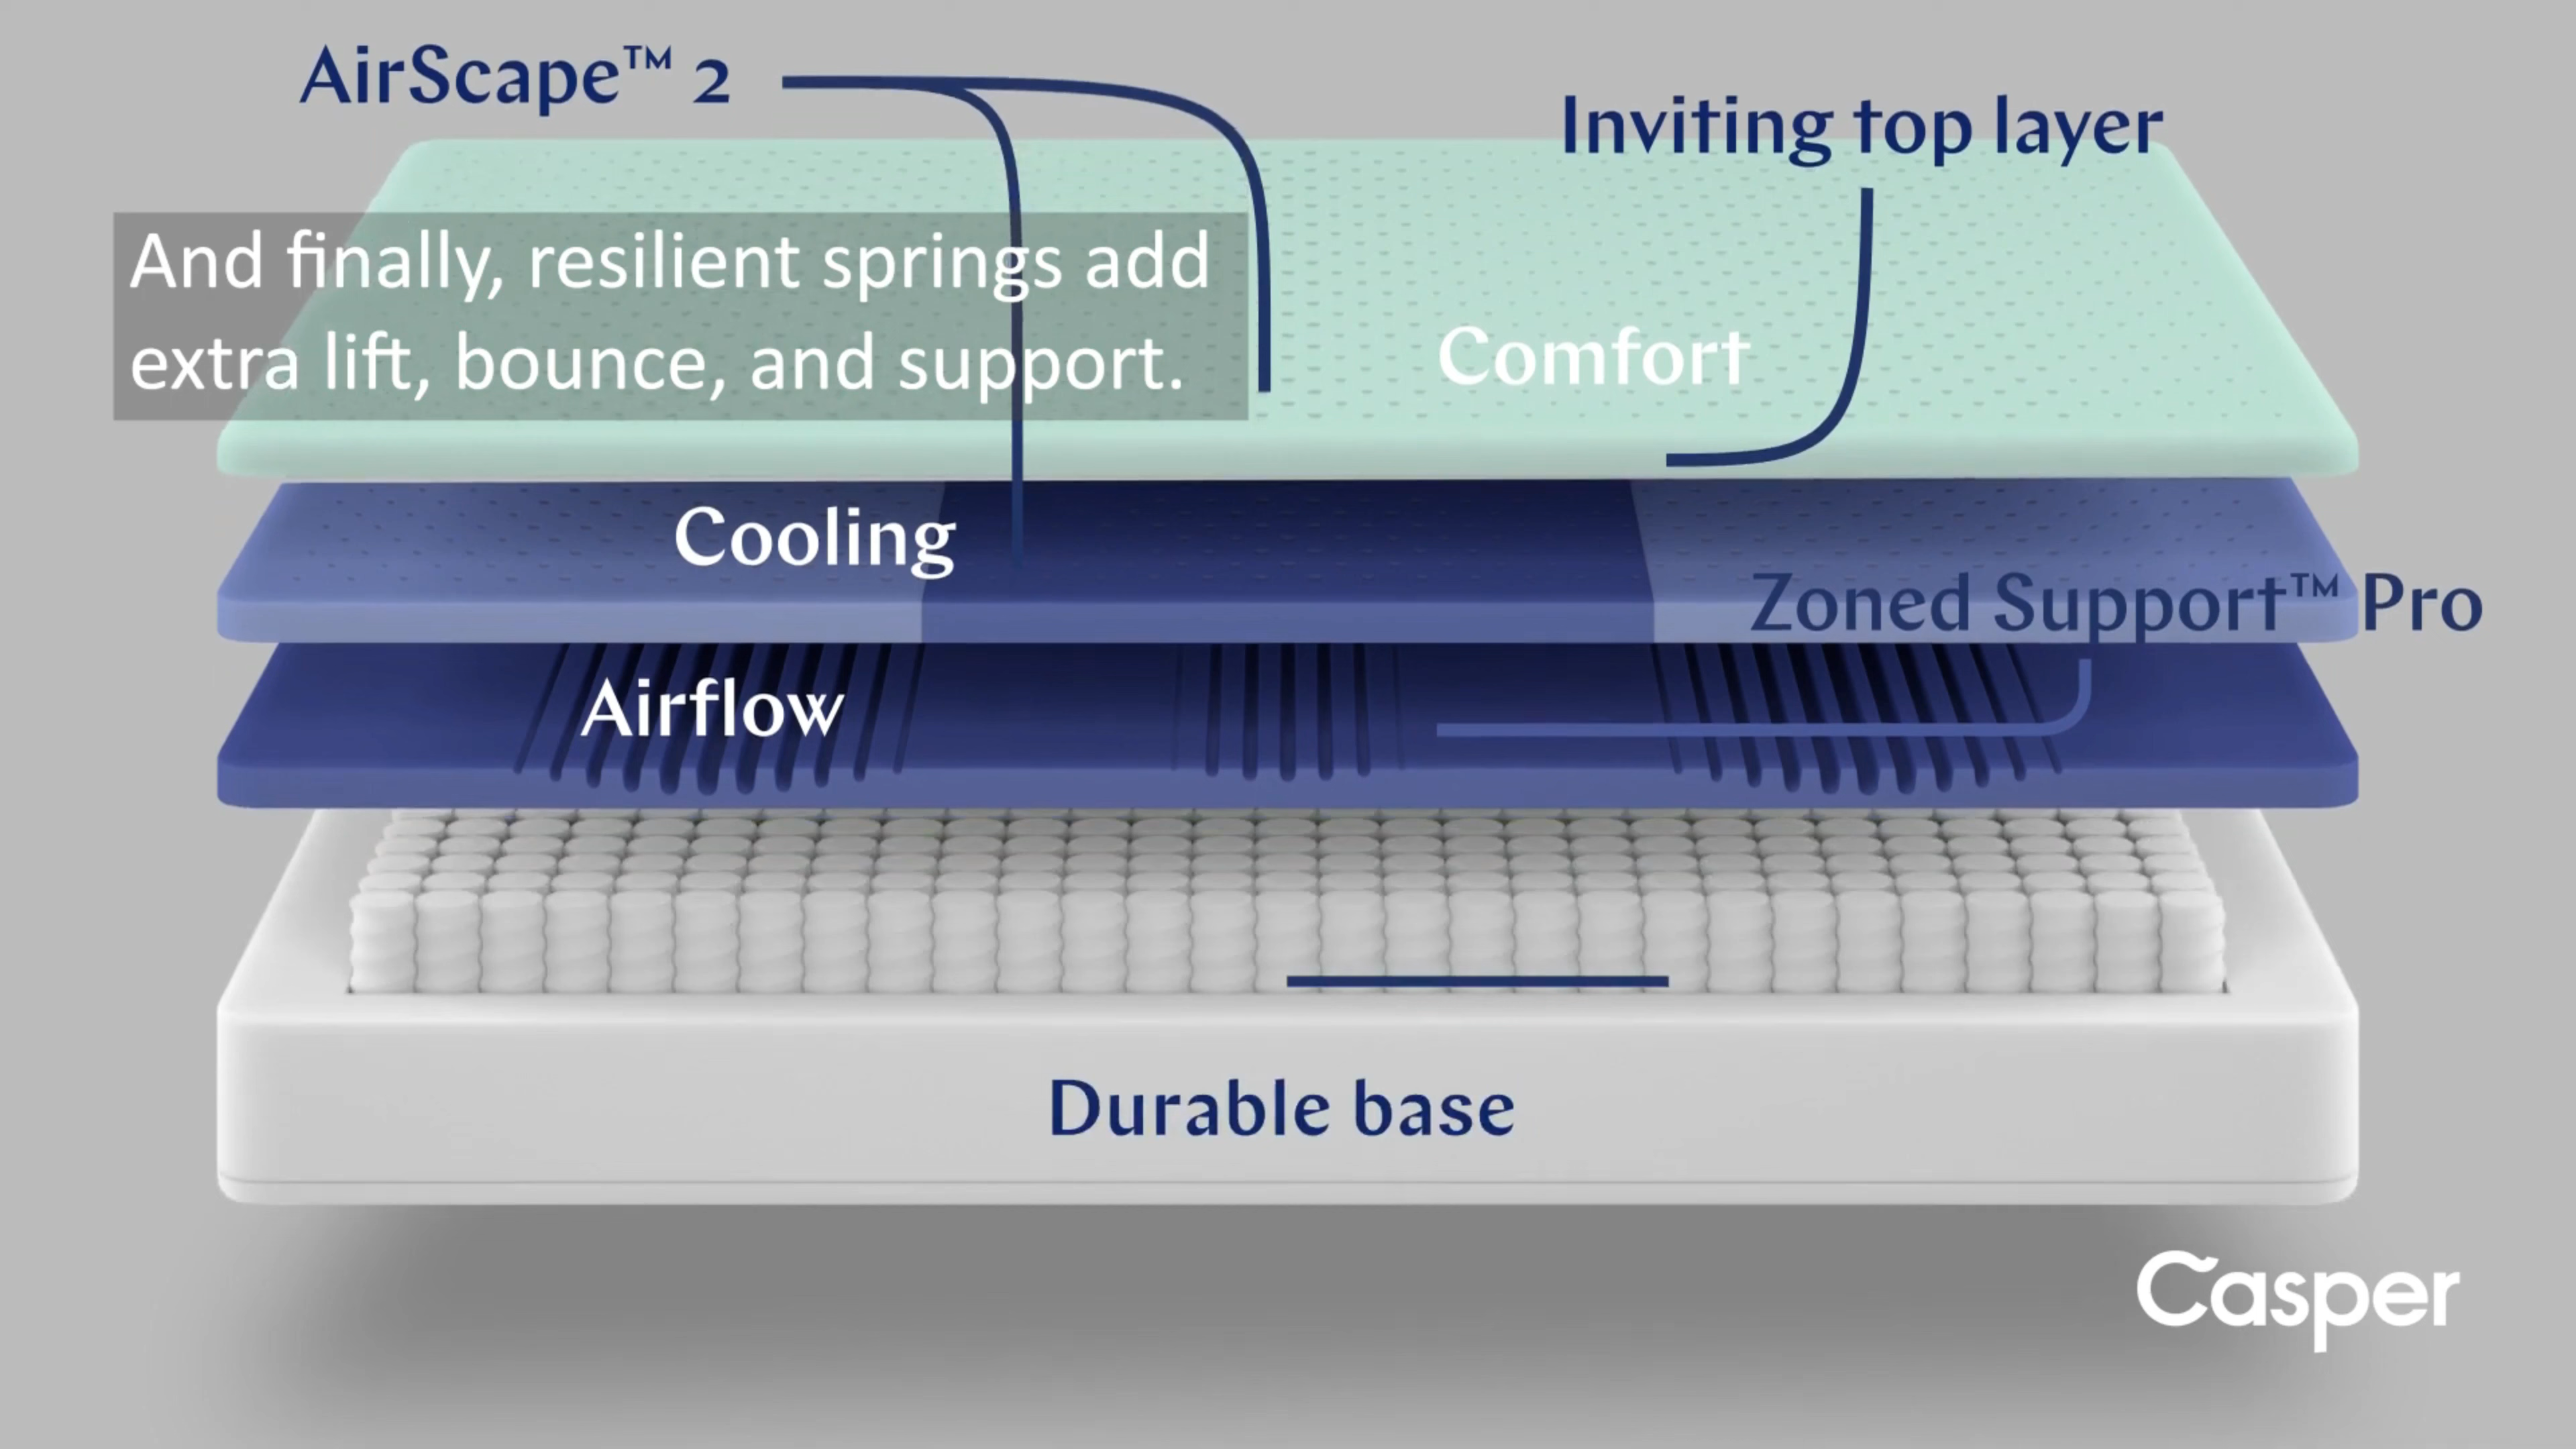 AirScape™ 2
Inviting top layer
And finally, resilient springs add
extra lift, bounce, and support.
Comfort
Cooling
Zoned Support™ Pro
Airflow
Durable base
Casper